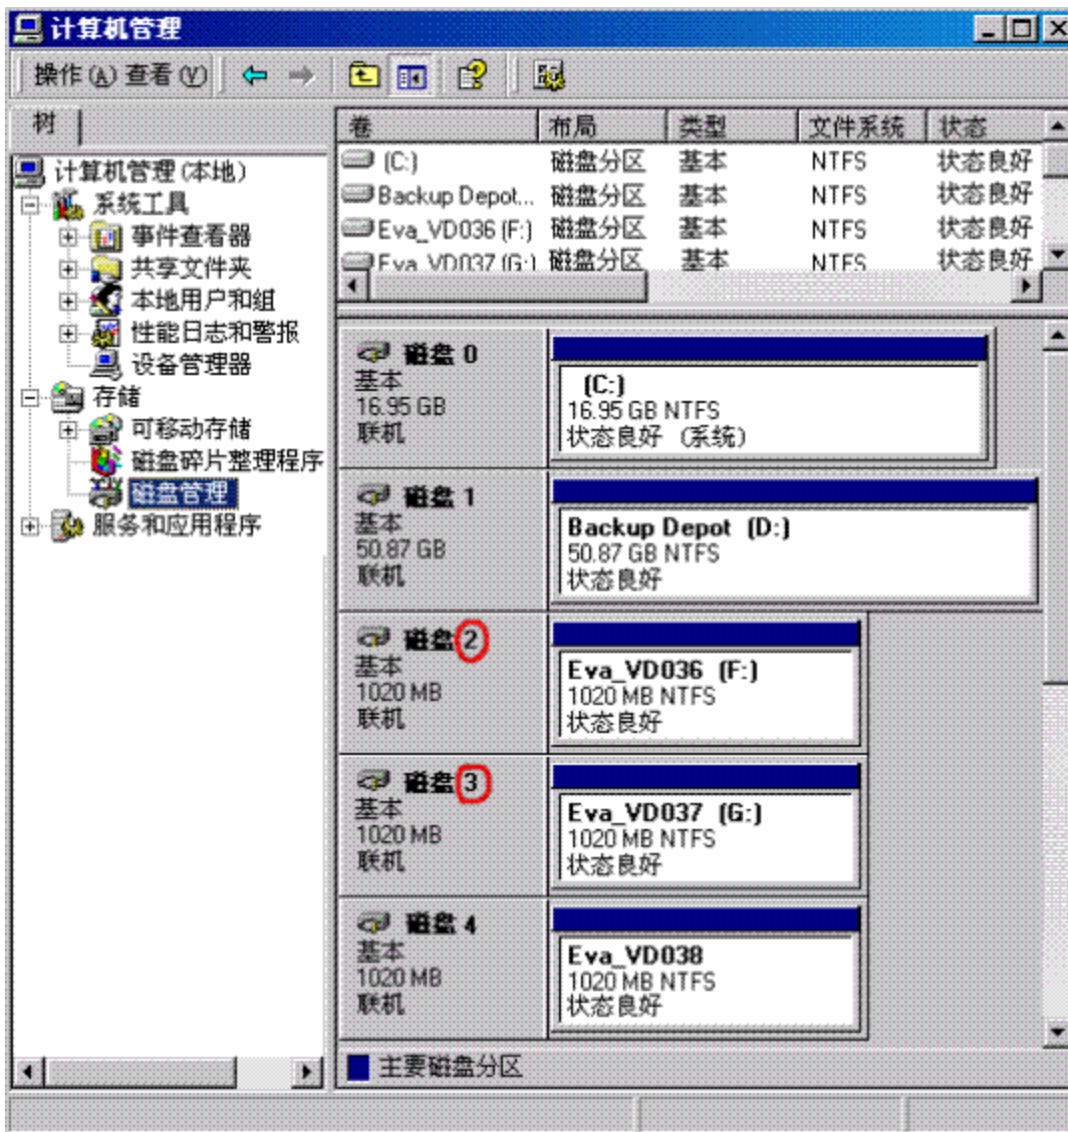 计算机管理
操作(A) 查看(V)
树
计算机管理(本地)
系统工具
事件查看器
共享文件夹
本地用户和组
性能日志和警报
设备管理器
存储
可移动存储
磁盘碎片整理程序
磁盘管理
服务和应用程序
卷 布局 类型 文件系统 状态
(C:) 磁盘分区 基本 NTFS 状态良好
Backup Depot... 磁盘分区 基本 NTFS 状态良好
Eva_VD036 (F:) 磁盘分区 基本 NTFS 状态良好
Eva_VD037 (G:) 磁盘分区 基本 NTFS 状态良好
磁盘 0
基本
16.95 GB
联机
(C:)
16.95 GB NTFS
状态良好 (系统)
磁盘 1
基本
50.87 GB
联机
Backup Depot (D:)
50.87 GB NTFS
状态良好
磁盘 2
基本
1020 MB
联机
Eva_VD036 (F:)
1020 MB NTFS
状态良好
磁盘 3
基本
1020 MB
联机
Eva_VD037 (G:)
1020 MB NTFS
状态良好
磁盘 4
基本
1020 MB
联机
Eva_VD038
1020 MB NTFS
状态良好
主要磁盘分区